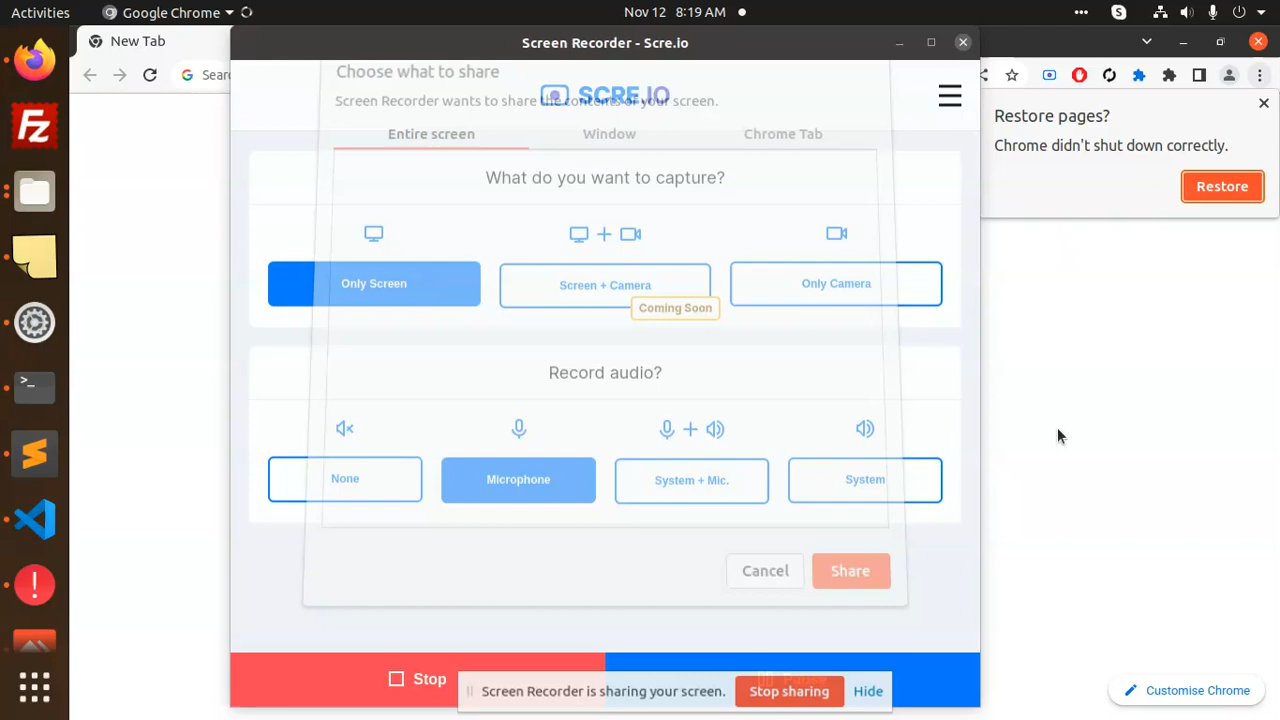 Activities
Google Chrome
Nov 12 8:19 AM
New Tab
Screen Recorder - Scre.io
Sear
Choose what to share
SCRE.IO
Screen Recorder wants to share the contents of your screen.
Entire screen
Window
Chrome Tab
Restore pages?
Chrome didn't shut down correctly.
Restore
What do you want to capture?
Only Screen
Screen + Camera
Only Camera
Coming Soon
Record audio?
None
Microphone
System + Mic.
System
Cancel
Share
Stop
Pause
Screen Recorder is sharing your screen.
Stop sharing
Hide
Customise Chrome